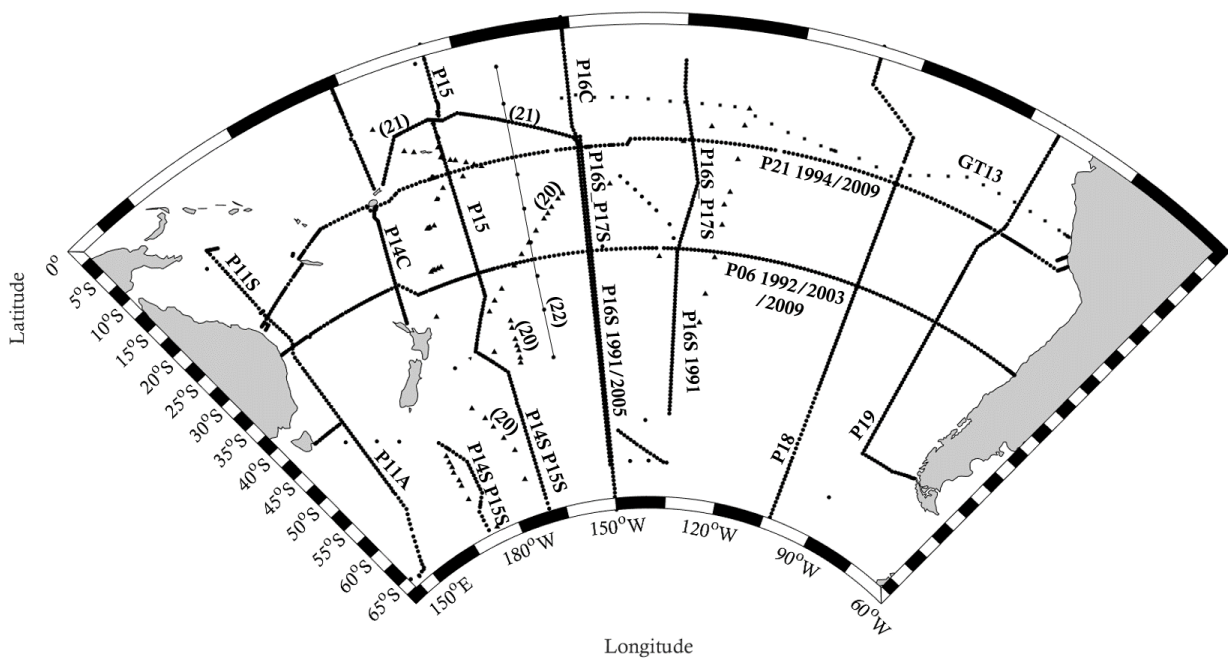 P15
P16C
(21)
(21)
P16S P17S
P16S P17S
P21 1994/2009
GT13
(20)
P15
P14C
P11S
P06 1992/2003
/2009
(22)
(20)
P16S 1991/2005
P16S 1991
(20)
P14S P15S
P14S P15S
P11A
P18
P19
Latitude
0°
5°S
10°S
15°S
20°S
25°S
30°S
35°S
40°S
45°S
50°S
55°S
60°S
65°S
150°E
180°W
150°W
120°W
90°W
60°W
Longitude